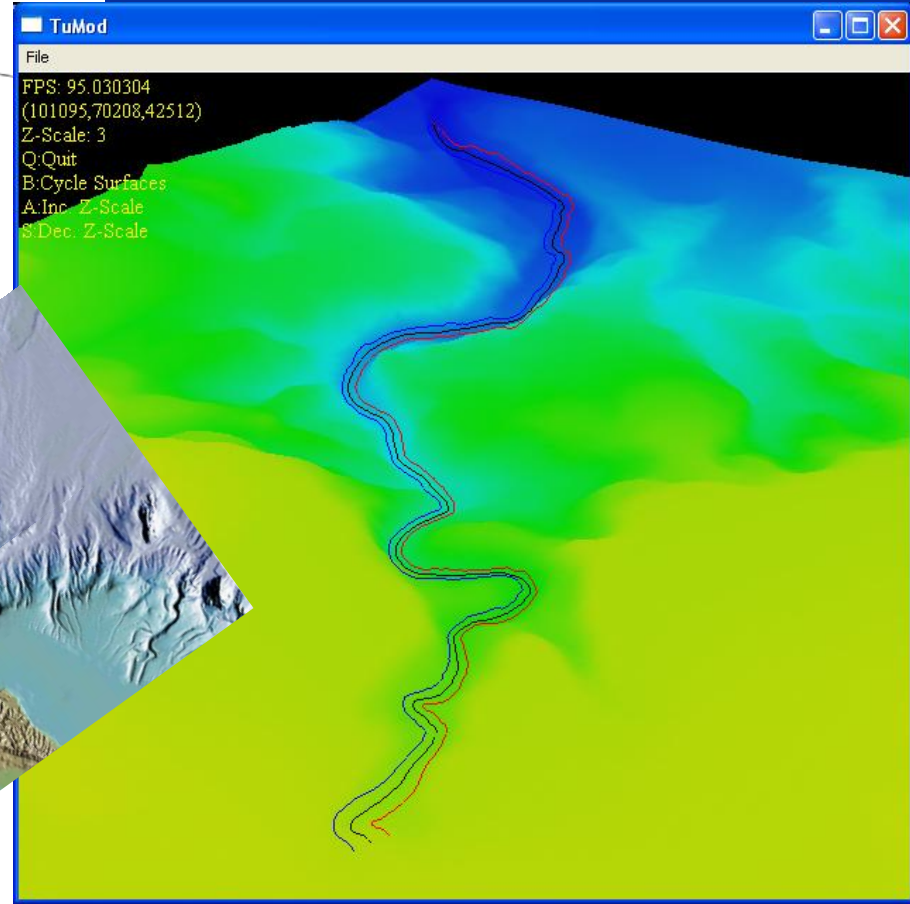 TuMod
File
FPS: 95.030304
(101095,70208,42512)
Z-Scale: 3
Q:Quit
B:Cycle Surfaces
A:Inc. Z-Scale
S:Dec. Z-Scale